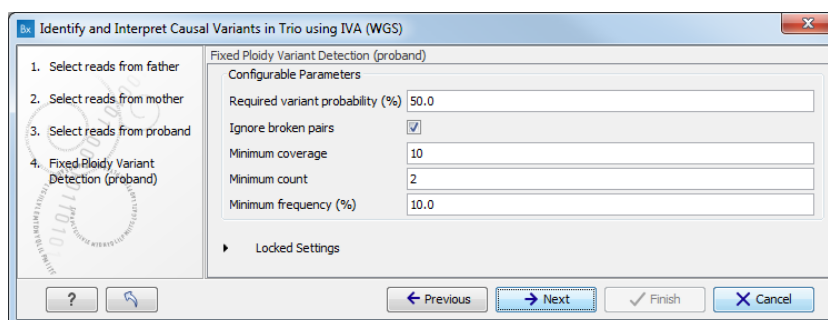 Bx Identify and Interpret Causal Variants in Trio using IVA (WGS)
1. Select reads from father
2. Select reads from mother
3. Select reads from proband
4. Fixed Ploidy Variant
Detection (proband)
Fixed Ploidy Variant Detection (proband)
Configurable Parameters
Required variant probability (%) 50.0
Ignore broken pairs
Minimum coverage 10
Minimum count 2
Minimum frequency (%) 10.0
Locked Settings
? Previous Next Finish Cancel